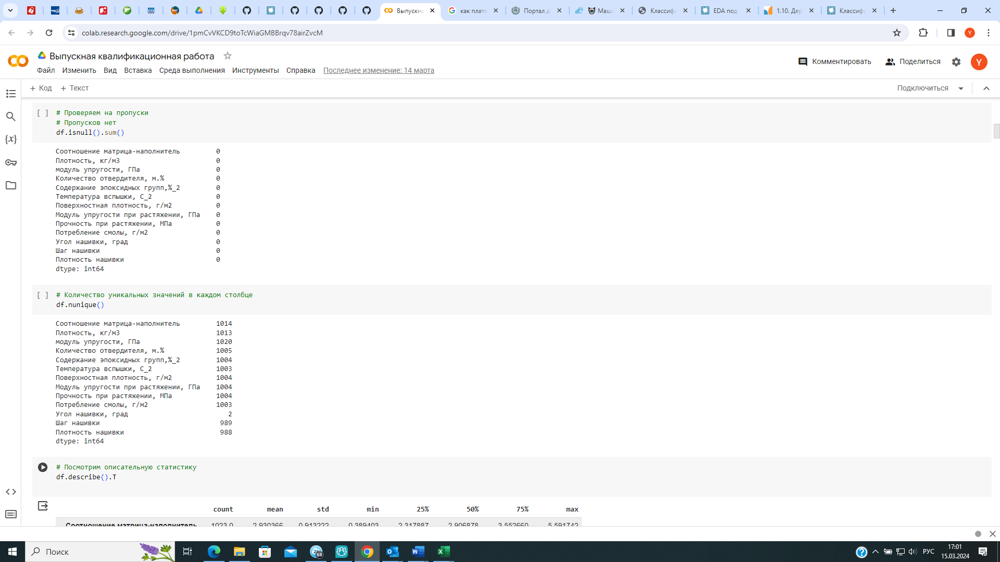 Выпускна
как платя
Портал д
Маши
Классифи
EDA под
1.10. Дер
Классифи
colab.research.google.com/drive/1pmCvVKCD9toTcWiaGMBBrqv78airZvcM
Y
Выпускная квалификационная работа
Файл Изменить Вид Вставка Среда выполнения Инструменты Справка Последнее изменение: 14 марта
Комментировать
Поделиться
Y
+ Код + Текст
Подключиться
[ ] # Проверяем на пропуски
# Пропусков нет
df.isnull().sum()
Соотношение матрица-наполнитель 0
Плотность, кг/м3 0
модуль упругости, ГПа 0
Количество отвердителя, м.% 0
Содержание эпоксидных групп,%_2 0
Температура вспышки, С_2 0
Поверхностная плотность, г/м2 0
Модуль упругости при растяжении, ГПа 0
Прочность при растяжении, МПа 0
Потребление смолы, г/м2 0
Угол нашивки, град 0
Шаг нашивки 0
Плотность нашивки 0
dtype: int64
[ ] # Количество уникальных значений в каждом столбце
df.nunique()
Соотношение матрица-наполнитель 1014
Плотность, кг/м3 1013
модуль упругости, ГПа 1020
Количество отвердителя, м.% 1005
Содержание эпоксидных групп,%_2 1004
Температура вспышки, С_2 1003
Поверхностная плотность, г/м2 1004
Модуль упругости при растяжении, ГПа 1004
Прочность при растяжении, МПа 1004
Потребление смолы, г/м2 1003
Угол нашивки, град 2
Шаг нашивки 989
Плотность нашивки 988
dtype: int64
# Посмотрим описательную статистику
df.describe().T
count mean std min 25% 50% 75% max
Соотношение матрица-наполнитель 1023.0 2.930366 0.913222 0.389403 2.317887 2.906878 3.552660 5.591742
Поиск
68
РУС
17:01
15.03.2024